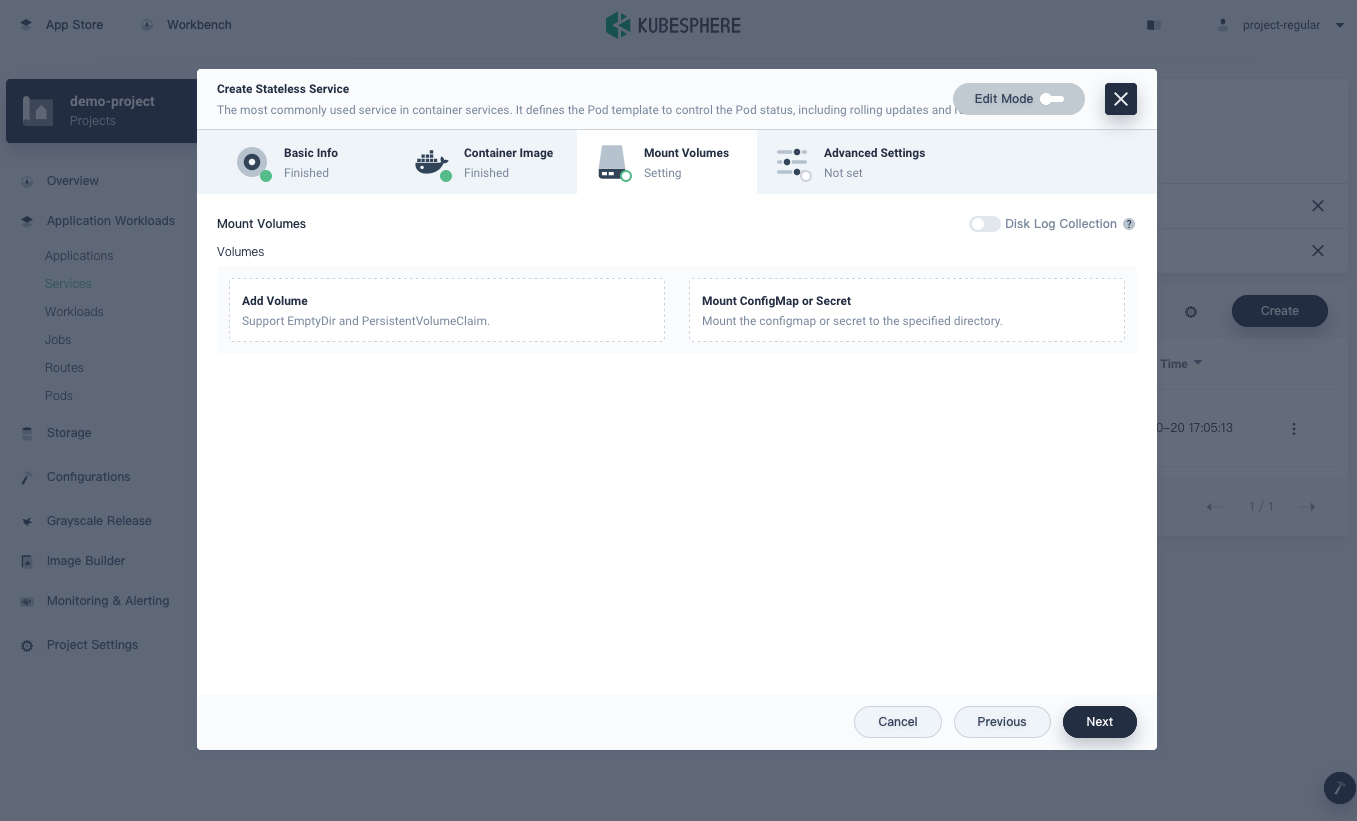 App Store
Workbench
KUBESPHERE
project-regular
demo-project
Projects
Overview
Application Workloads
Applications
Services
Workloads
Jobs
Routes
Pods
Storage
Configurations
Grayscale Release
Image Builder
Monitoring & Alerting
Project Settings
Create Stateless Service
The most commonly used service in container services. It defines the Pod template to control the Pod status, including rolling updates and
Edit Mode
Basic Info
Finished
Container Image
Finished
Mount Volumes
Setting
Advanced Settings
Not set
Mount Volumes
Disk Log Collection ?
Volumes
Add Volume
Support EmptyDir and PersistentVolumeClaim.
Mount ConfigMap or Secret
Mount the configmap or secret to the specified directory.
Cancel
Previous
Next
Create
Time
0-20 17:05:13
1 / 1